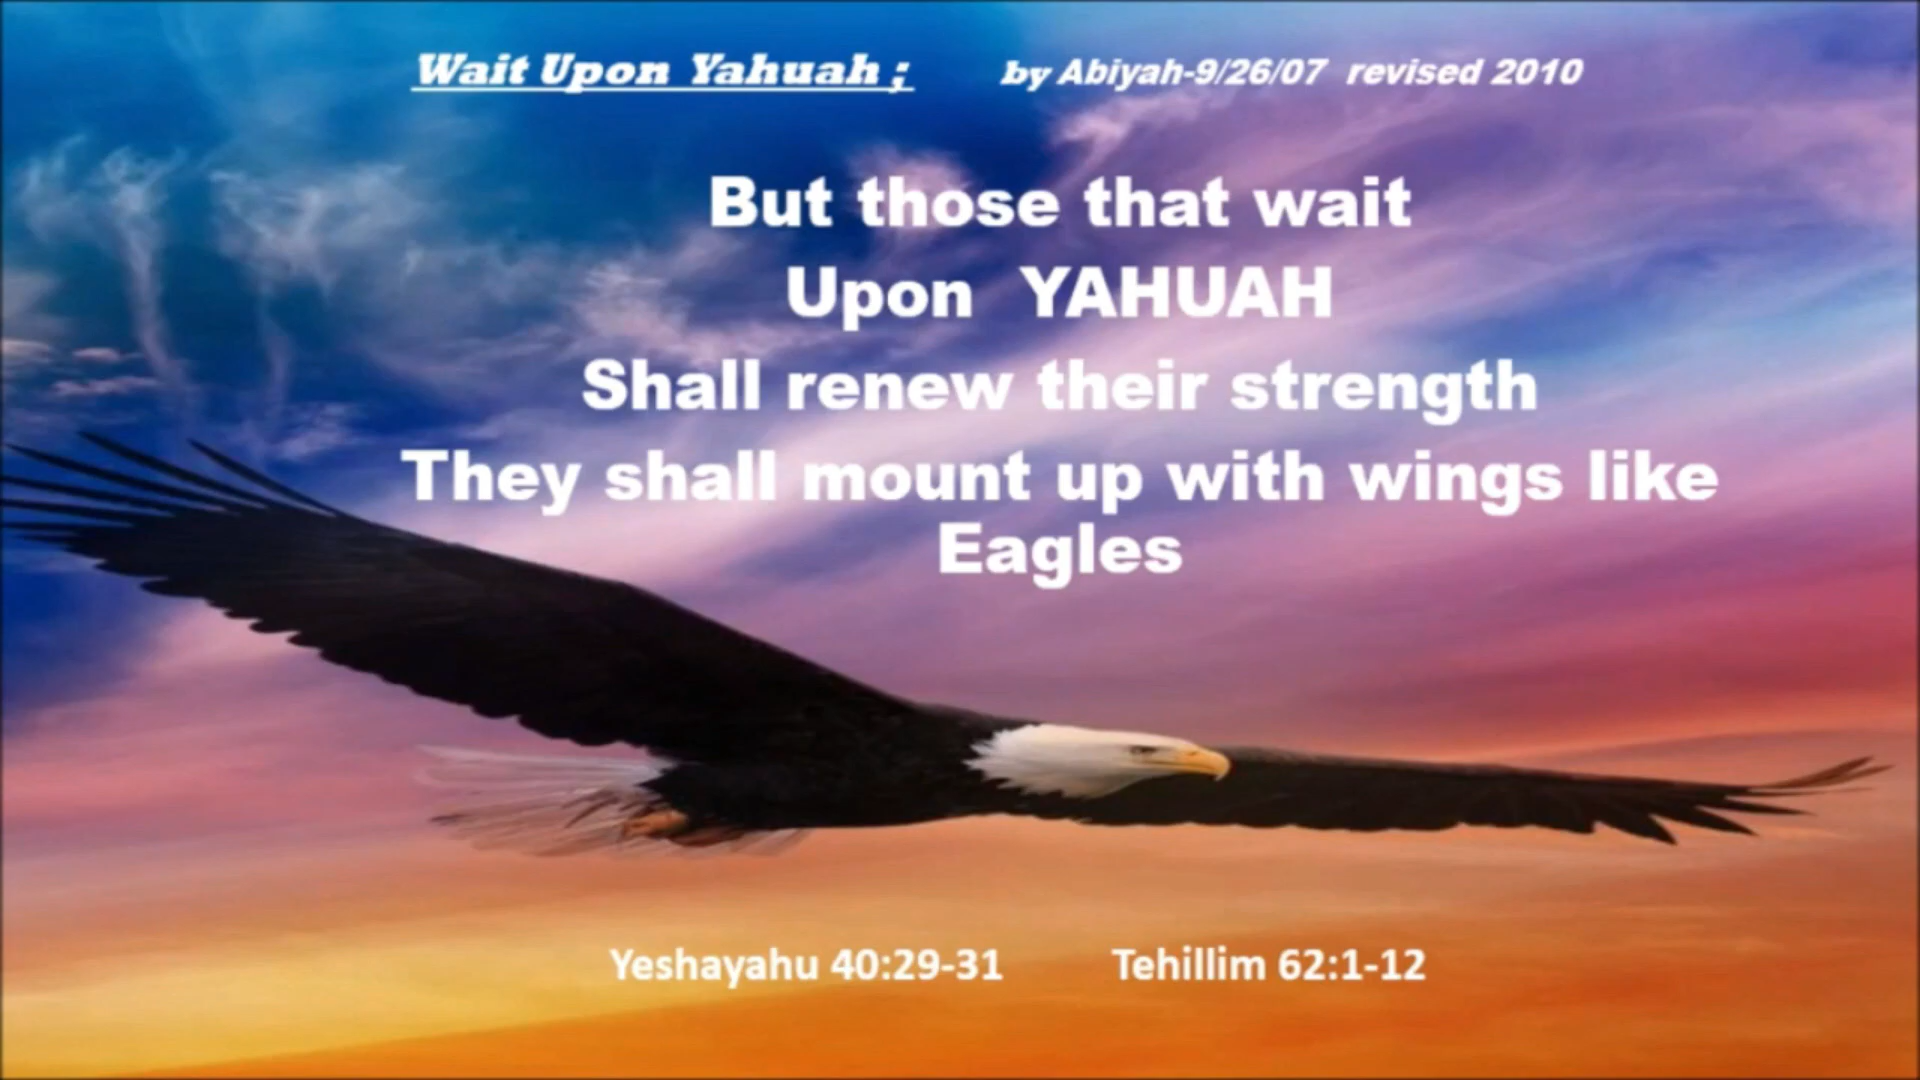 Wait Upon Yahuah ; by Abiyah-9/26/07 revised 2010
But those that wait
Upon YAHUAH
Shall renew their strength
They shall mount up with wings like
Eagles
Yeshayahu 40:29-31 Tehillim 62:1-12